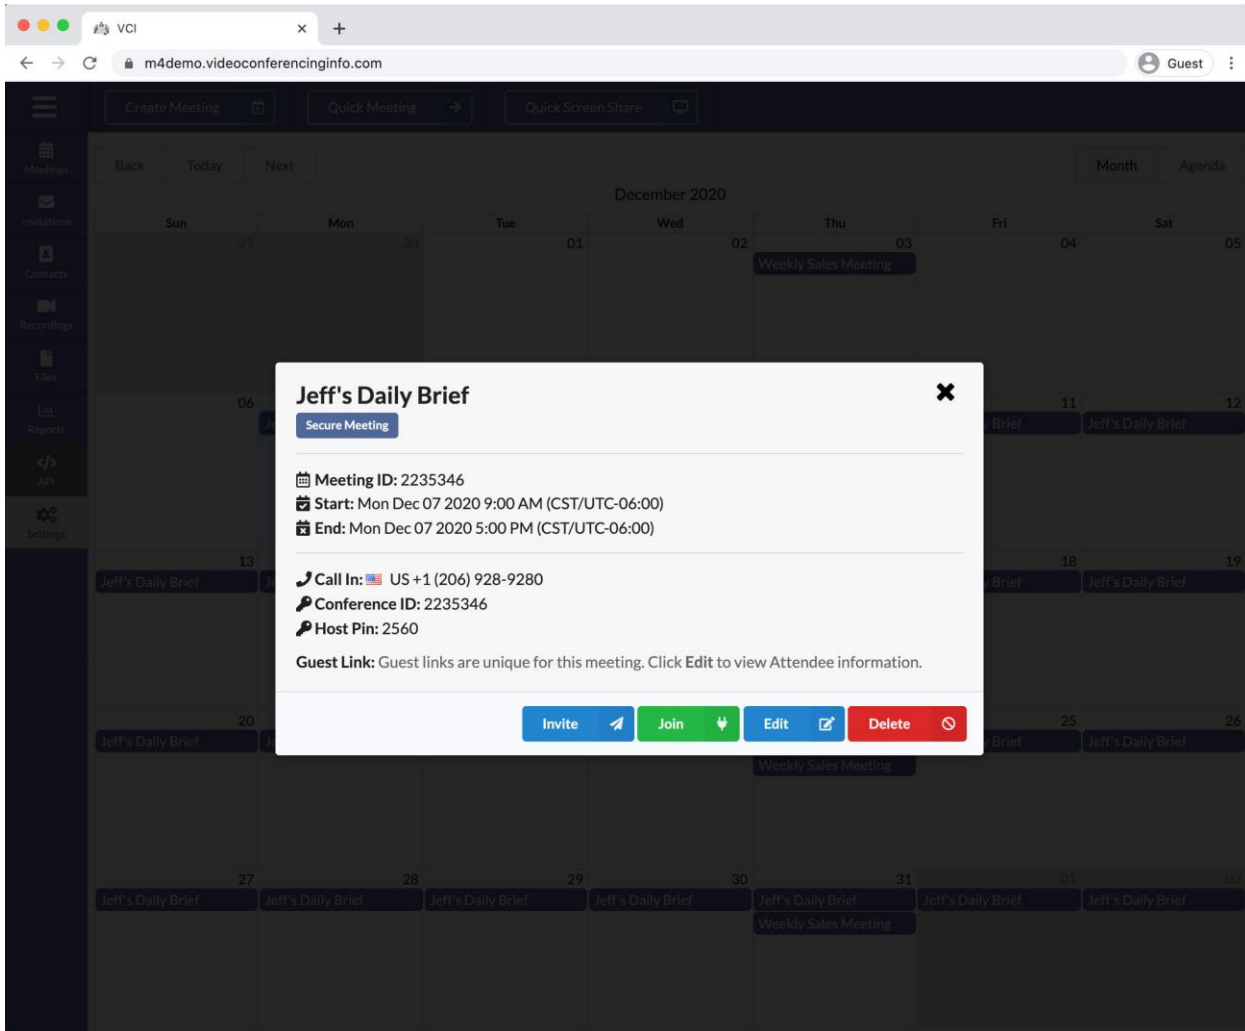 VCI
m4demo.videoconferencinginfo.com
Guest
Create Meeting Quick Meeting Quick Screen Share
Meetings
Invitations
Contacts
Recordings
Files
Reports
API
Settings
Back Today Next
Month Agenda
December 2020
Sun Mon Tue Wed Thu Fri Sat
29 30 01 02 03 04 05
Weekly Sales Meeting
06 11 12
Brief Jeff's Daily Brief
Jeff's Daily Brief
Secure Meeting
Meeting ID: 2235346
Start: Mon Dec 07 2020 9:00 AM (CST/UTC-06:00)
End: Mon Dec 07 2020 5:00 PM (CST/UTC-06:00)
Call In: US +1 (206) 928-9280
Conference ID: 2235346
Host Pin: 2560
Guest Link: Guest links are unique for this meeting. Click Edit to view Attendee information.
Invite Join Edit Delete
13 18 19
Jeff's Daily Brief Brief Jeff's Daily Brief
20 25 26
Jeff's Daily Brief Brief Jeff's Daily Brief
Weekly Sales Meeting
27 28 29 30 31 01 02
Jeff's Daily Brief Jeff's Daily Brief Jeff's Daily Brief Jeff's Daily Brief Jeff's Daily Brief Jeff's Daily Brief Jeff's Daily Brief
Weekly Sales Meeting